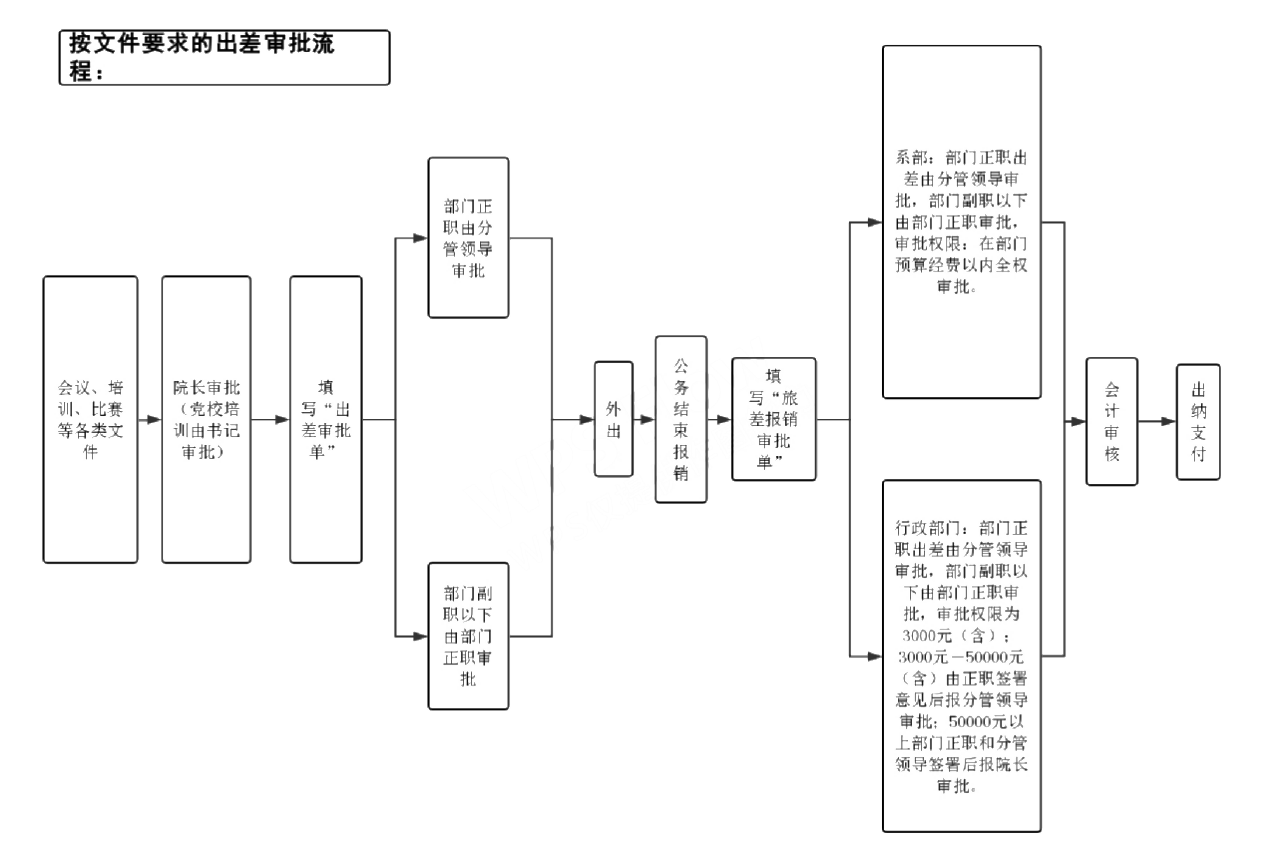 按文件要求的出差审批流
程：
会议、培
训、比赛
等各类文
件
院长审批
（党校培
训由书记
审批）
填
写“出
差审批
单”
部门正
职由分
管领导
审批
部门副
职以下
由部门
正职审
批
外
出
公
务
结
束
报
销
填
写“旅
差报销
审批
单”
系部：部门正职出
差由分管领导审
批，部门副职以下
由部门正职审批，
审批权限：在部门
预算经费以内全权
审批。
行政部门：部门正
职出差由分管领导
审批，部门副职以
下由部门正职审
批，审批权限为
3000元（含）；
3000元－50000元
（含）由正职签署
意见后报分管领导
审批；50000元以
上部门正职和分管
领导签署后报院长
审批。
会
计
审
核
出
纳
支
付